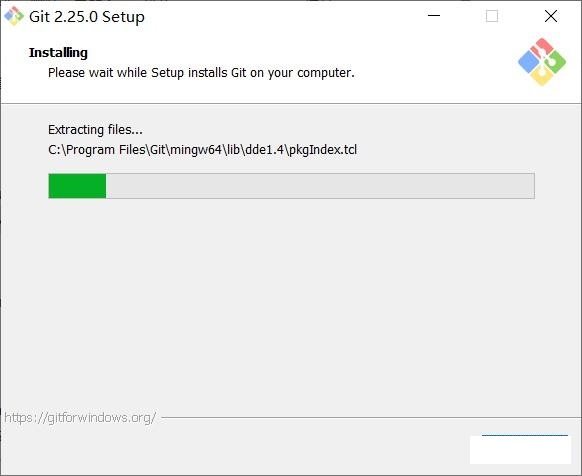 Git 2.25.0 Setup
Installing
Please wait while Setup installs Git on your computer.
Extracting files...
C:\Program Files\Git\mingw64\lib\dde1.4\pkgIndex.tcl
https://gitforwindows.org/